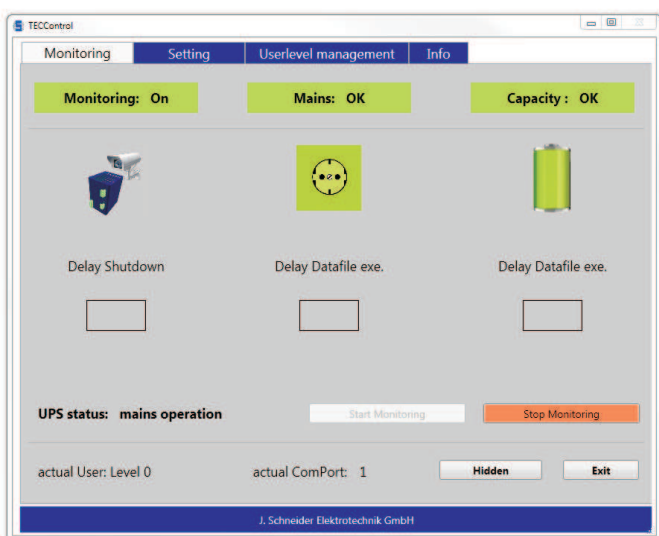 TECControl
Monitoring Setting Userlevel management Info
Monitoring: On Mains: OK Capacity : OK
Delay Shutdown Delay Datafile exe. Delay Datafile exe.
UPS status: mains operation Start Monitoring Stop Monitoring
actual User: Level 0 actual ComPort: 1 Hidden Exit
J. Schneider Elektrotechnik GmbH